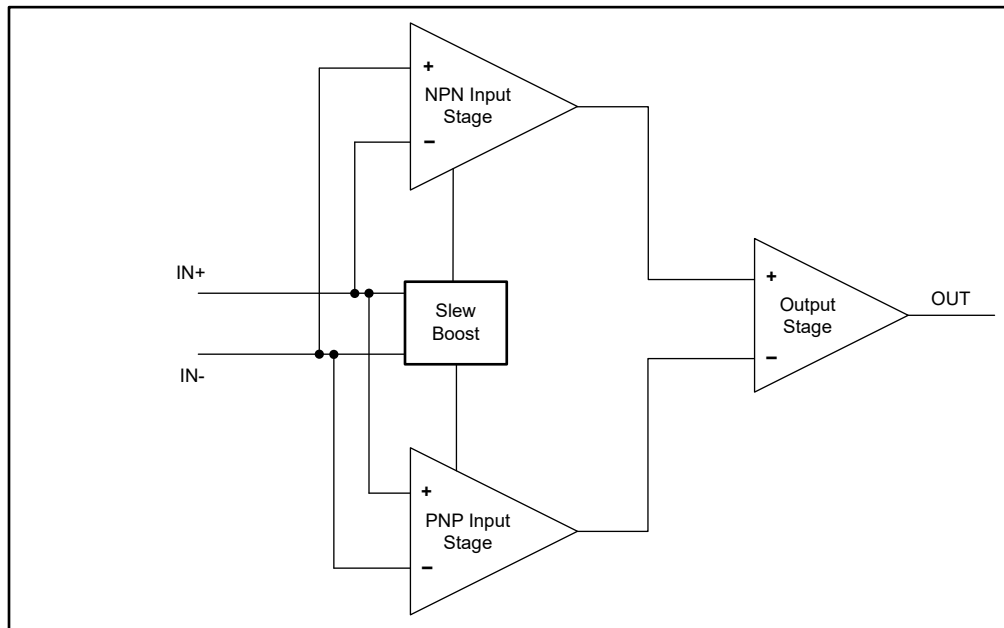 +
NPN Input
Stage
−
IN+
Slew
Boost
IN-
+
Output
Stage
−
OUT
+
PNP Input
Stage
−